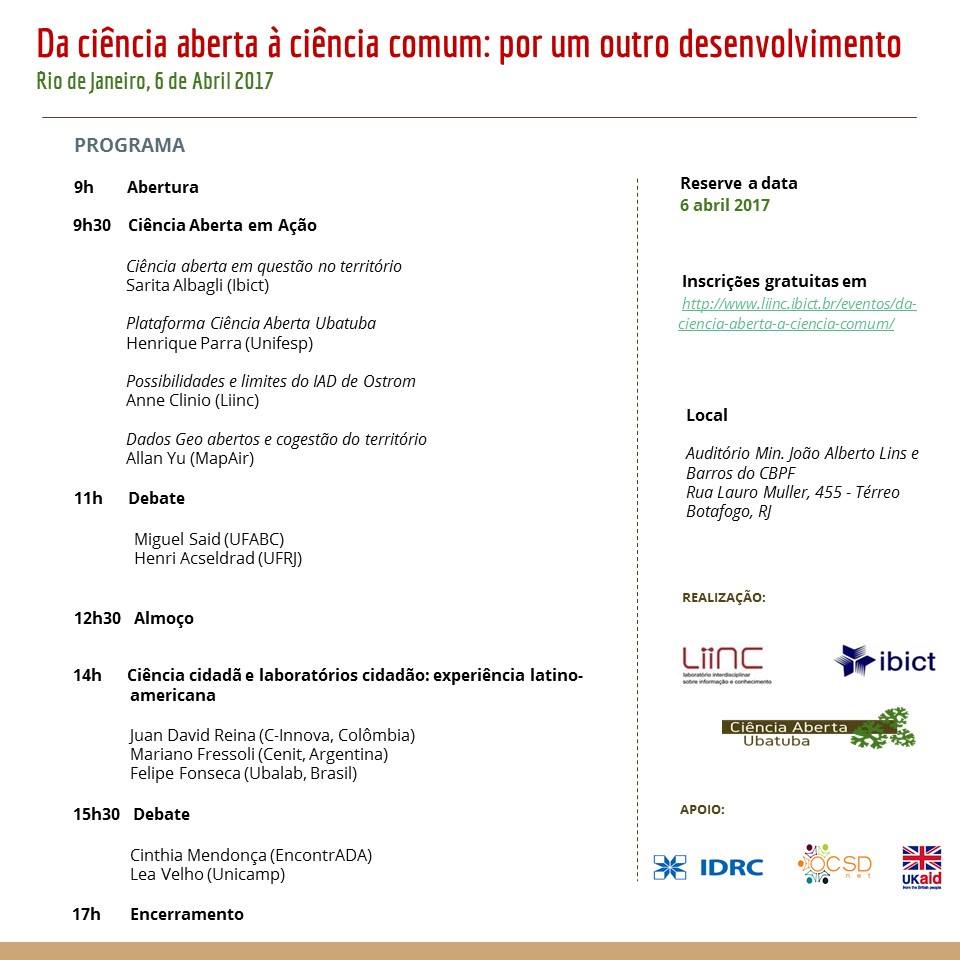 Da ciência aberta à ciência comum: por um outro desenvolvimento
Rio de Janeiro, 6 de Abril 2017
PROGRAMA
9h Abertura
9h30 Ciência Aberta em Ação
Ciência aberta em questão no território
Sarita Albagli (Ibict)
Plataforma Ciência Aberta Ubatuba
Henrique Parra (Unifesp)
Possibilidades e limites do IAD de Ostrom
Anne Clinio (Liinc)
Dados Geo abertos e cogestão do território
Allan Yu (MapAir)
11h Debate
Miguel Said (UFABC)
Henri Acseldrad (UFRJ)
12h30 Almoço
14h Ciência cidadã e laboratórios cidadão: experiência latino-
americana
Juan David Reina (C-Innova, Colômbia)
Mariano Fressoli (Cenit, Argentina)
Felipe Fonseca (Ubalab, Brasil)
15h30 Debate
Cinthia Mendonça (EncontrADA)
Lea Velho (Unicamp)
17h Encerramento
Reserve a data
6 abril 2017
Inscrições gratuitas em
http://www.liinc.ibict.br/eventos/da-
ciencia-aberta-a-ciencia-comum/
Local
Auditório Min. João Alberto Lins e
Barros do CBPF
Rua Lauro Muller, 455 - Térreo
Botafogo, RJ
REALIZAÇÃO:
Liinc
laboratório interdisciplinar
sobre informação e conhecimento
ibict
Ciência Aberta
Ubatuba
APOIO:
IDRC
OCSD
net
UKaid
from the British people